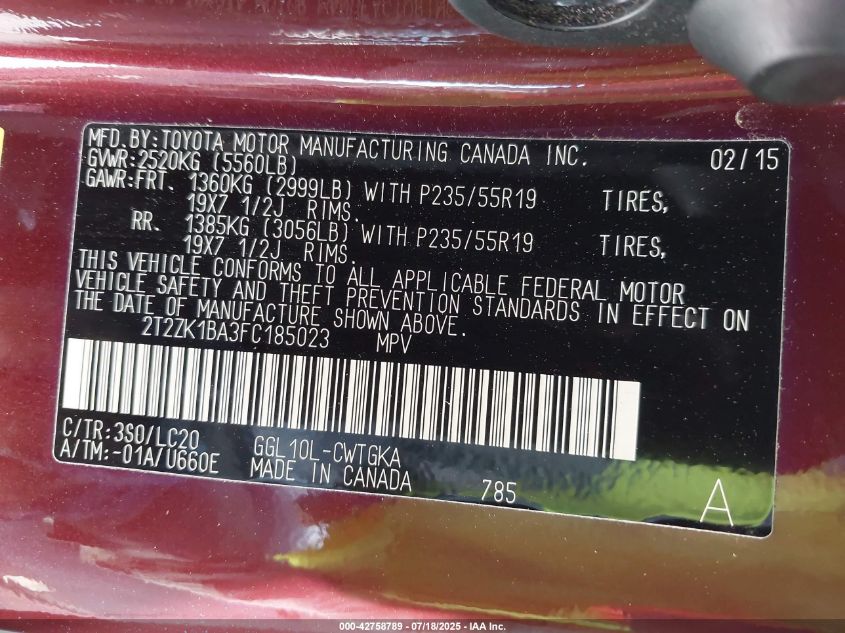 MFD.BY:TOYOTA MOTOR MANUFACTURING CANADA INC. 02/15
GVWR:2520KG (5560LB)
GAWR:FRT. 1360KG (2999LB) WITH P235/55R19 TIRES,
19X7 1/2J RIMS.
RR. 1385KG (3056LB) WITH P235/55R19 TIRES,
19X7 1/2J RIMS.
THIS VEHICLE CONFORMS TO ALL APPLICABLE FEDERAL MOTOR
VEHICLE SAFETY AND THEFT PREVENTION STANDARDS IN EFFECT ON
THE DATE OF MANUFACTURE SHOWN ABOVE.
2T2ZK1BA3FC185023 MPV
C/TR:3S0/LC20 GGL10L-CWTGKA
A/TM:-01A/U660E MADE IN CANADA 785 A
000-42758789 - 07/18/2025 - IAA, Inc.